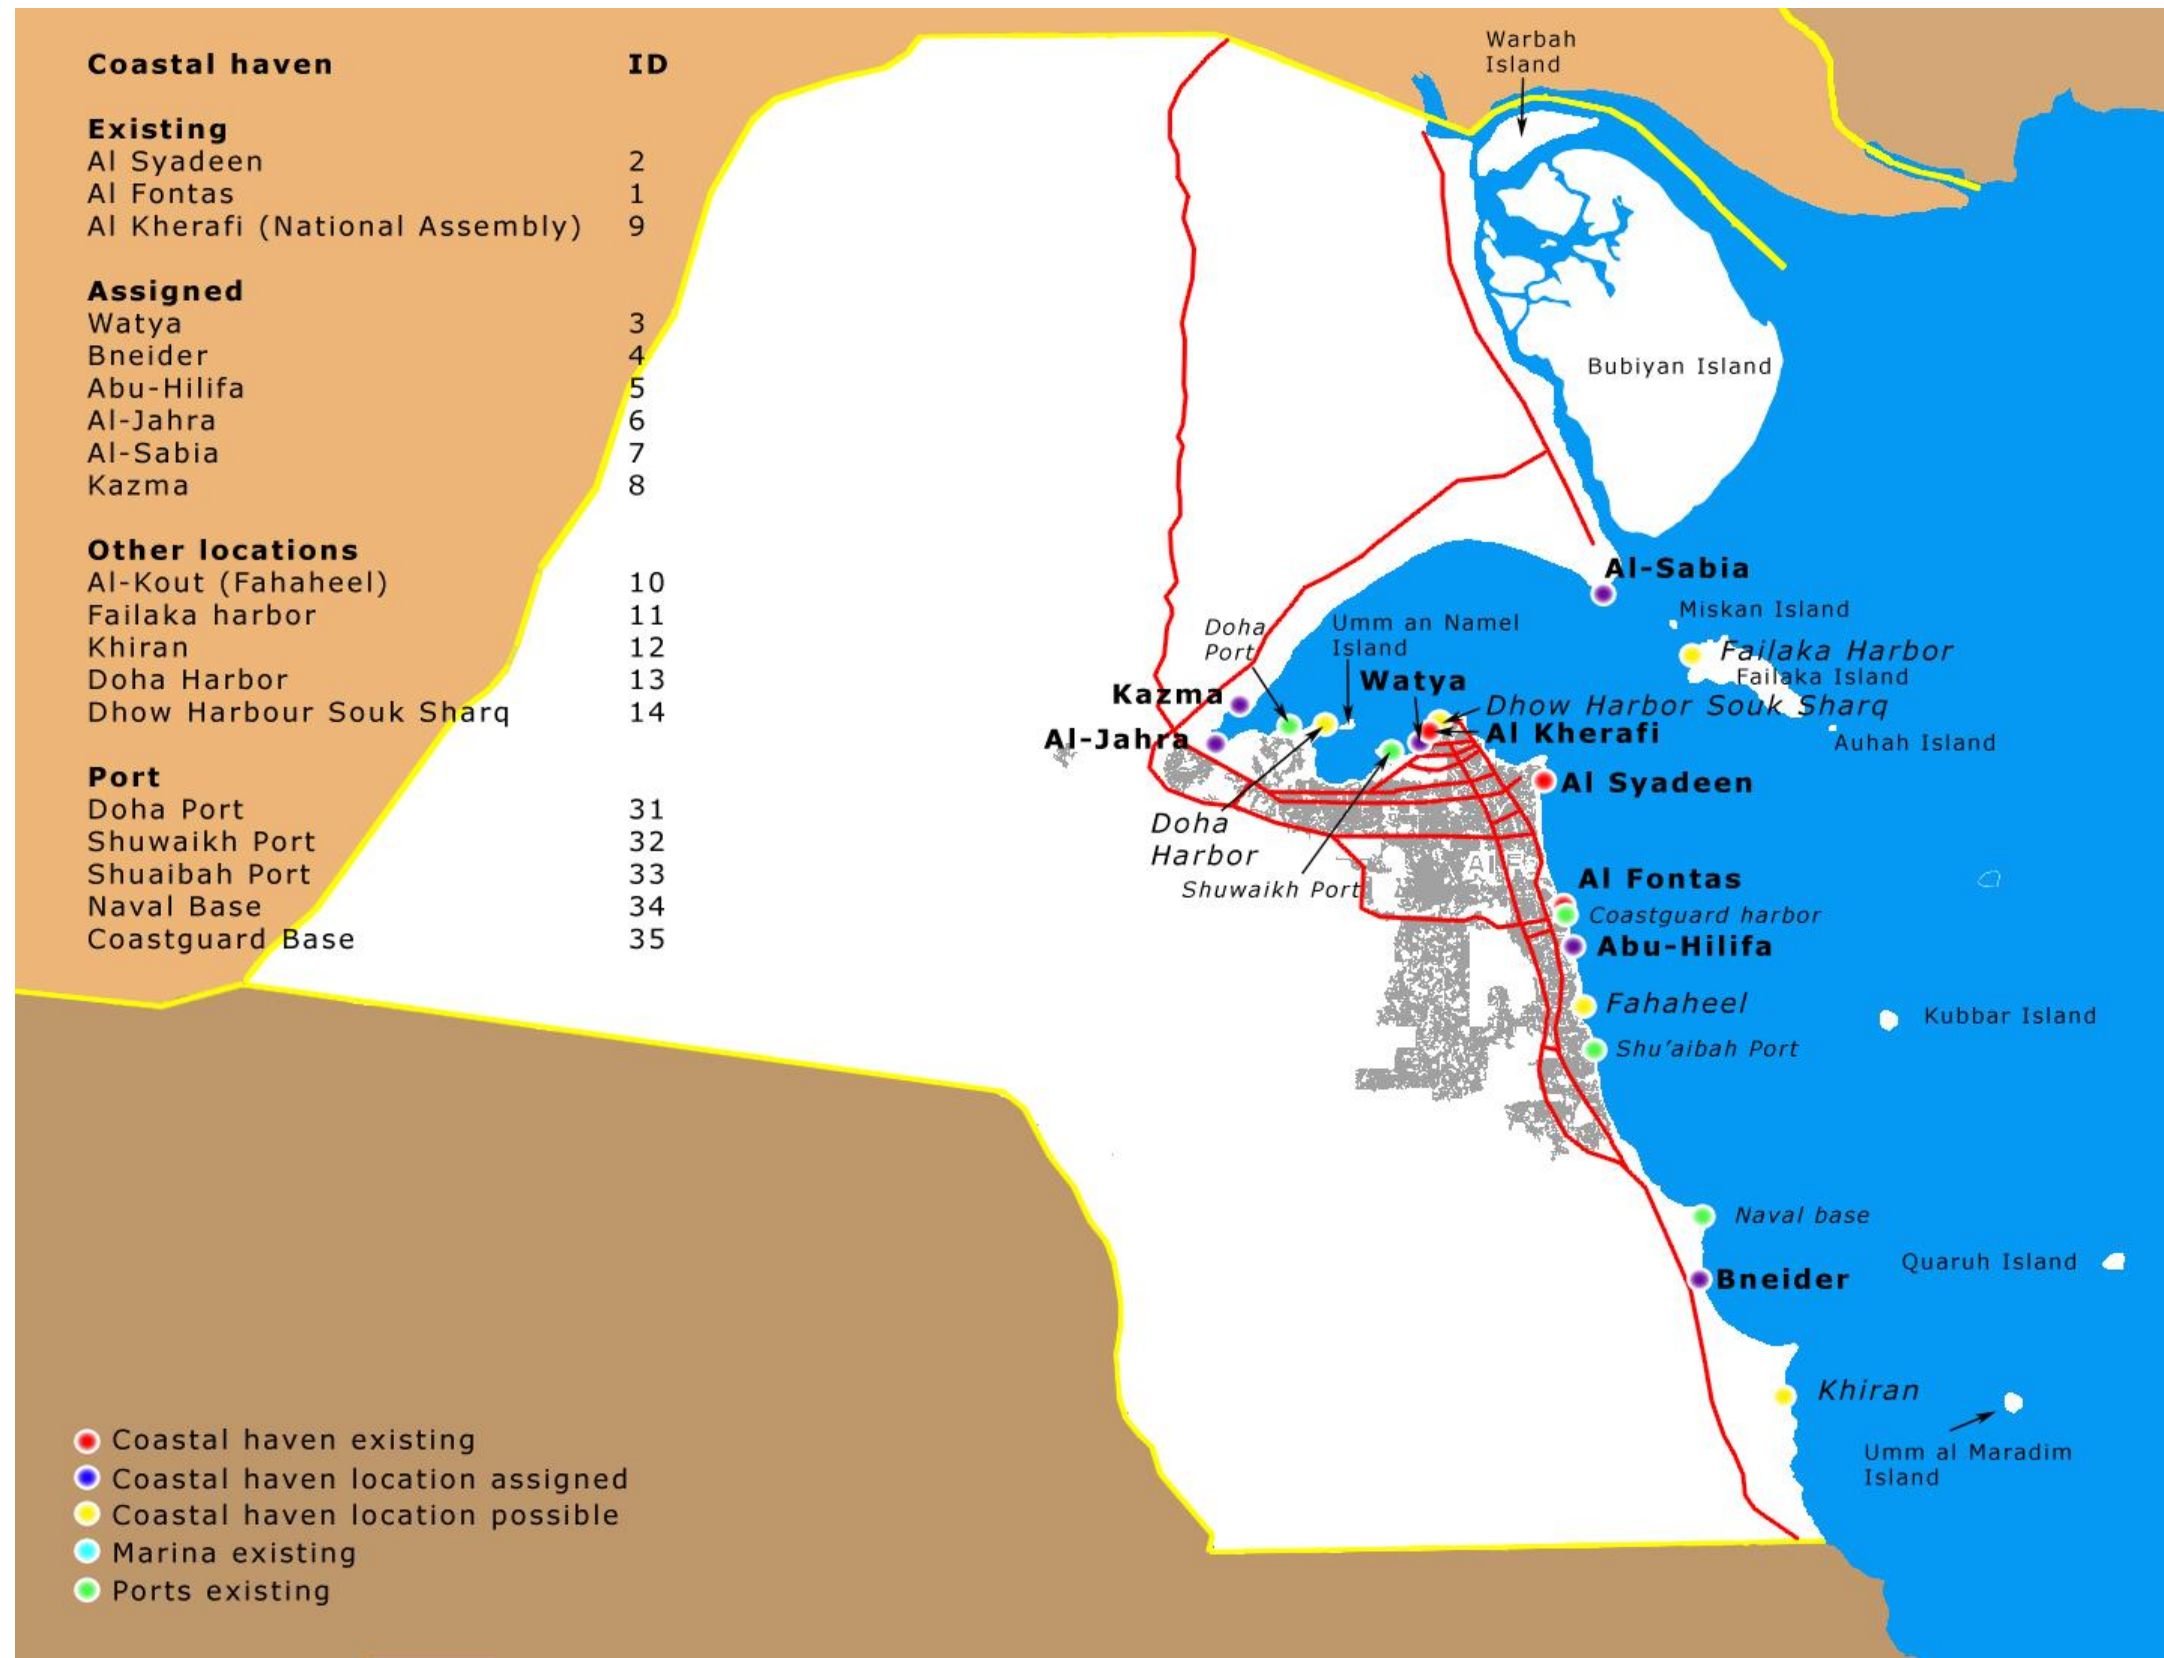 Coastal haven ID
Existing
Al Syadeen 2
Al Fontas 1
Al Kherafi (National Assembly) 9
Assigned
Watya 3
Bneider 4
Abu-Hilifa 5
Al-Jahra 6
Al-Sabia 7
Kazma 8
Other locations
Al-Kout (Fahaheel) 10
Failaka harbor 11
Khiran 12
Doha Harbor 13
Dhow Harbour Souk Sharq 14
Port
Doha Port 31
Shuwaikh Port 32
Shuaibah Port 33
Naval Base 34
Coastguard Base 35
Coastal haven existing
Coastal haven location assigned
Coastal haven location possible
Marina existing
Ports existing
Warbah
Island
Bubiyan Island
Al-Sabia
Miskan Island
Doha
Port
Umm an Namel
Island
Failaka Harbor
Failaka Island
Kazma
Watya
Dhow Harbor Souk Sharq
Al-Jahra
Al Kherafi
Auhah Island
Al Syadeen
Doha
Harbor
Shuwaikh Port
Al Fontas
Coastguard harbor
Abu-Hilifa
Fahaheel
Kubbar Island
Shu'aibah Port
Naval base
Quaruh Island
Bneider
Khiran
Umm al Maradim
Island